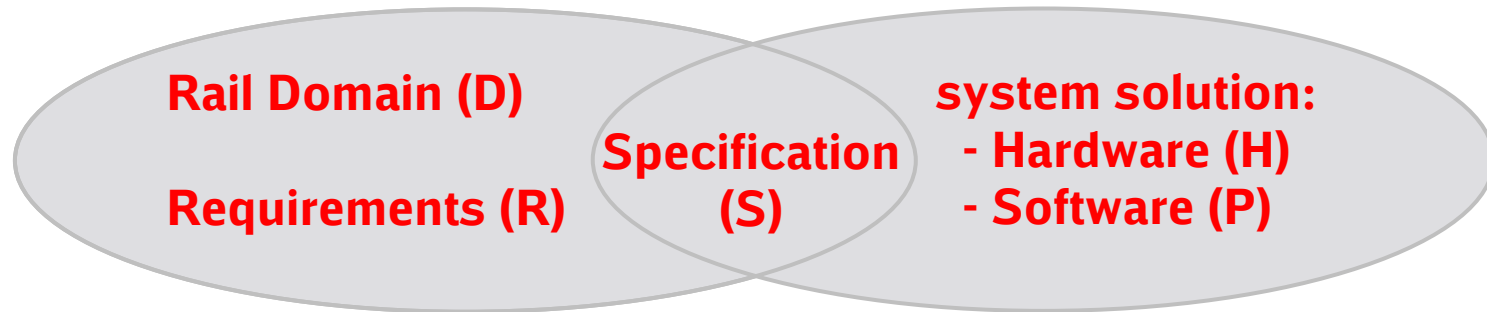 Rail Domain (D)
Requirements (R)
Specification
(S)
system solution:
- Hardware (H)
- Software (P)